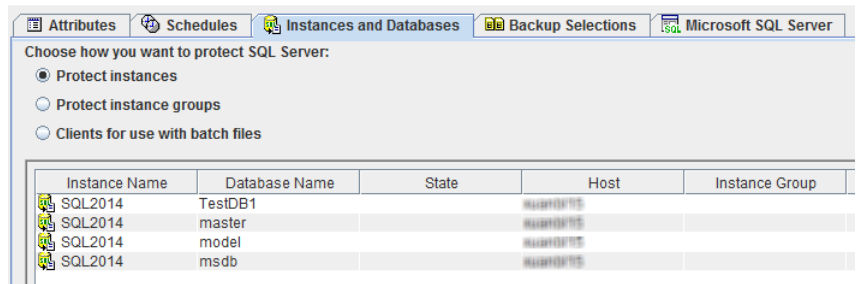 Attributes Schedules Instances and Databases Backup Selections SQL Microsoft SQL Server
Choose how you want to protect SQL Server:
Protect instances
Protect instance groups
Clients for use with batch files
Instance Name Database Name State Host Instance Group
SQL2014 TestDB1
SQL2014 master
SQL2014 model
SQL2014 msdb